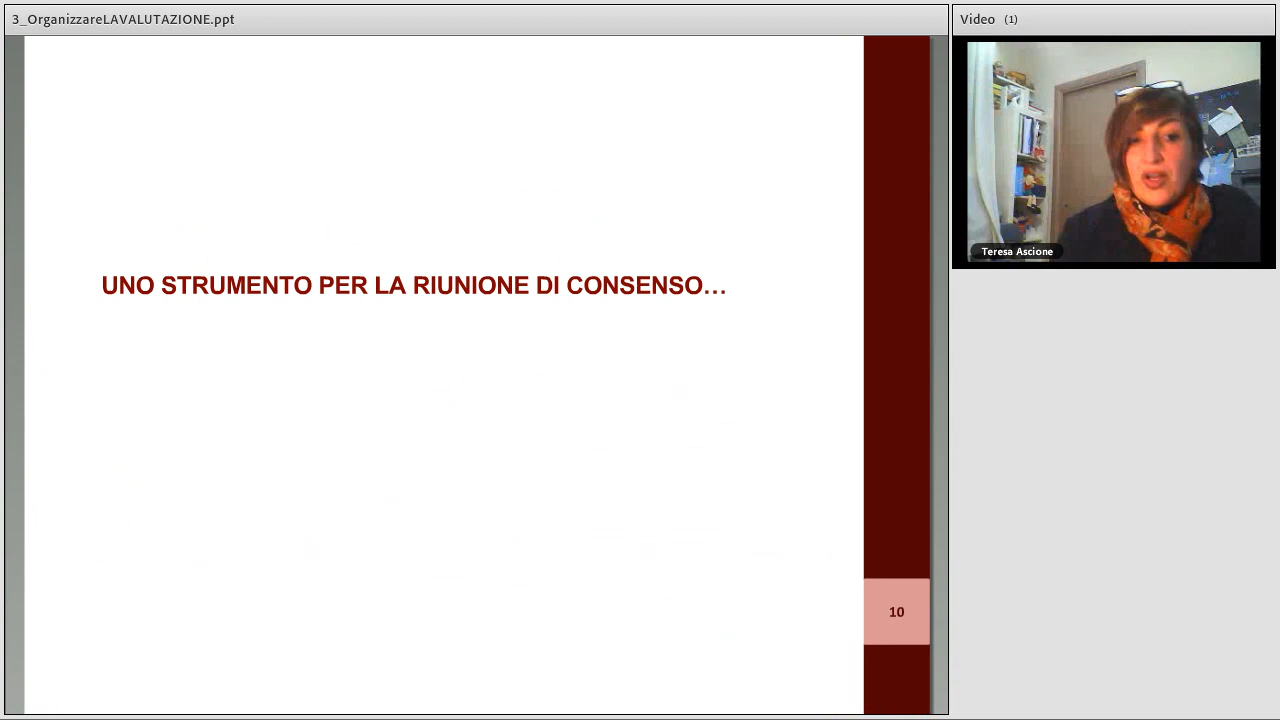 3_OrganizzareLAVALUTAZIONE.ppt
Video (1)
Teresa Ascione
UNO STRUMENTO PER LA RIUNIONE DI CONSENSO…
10